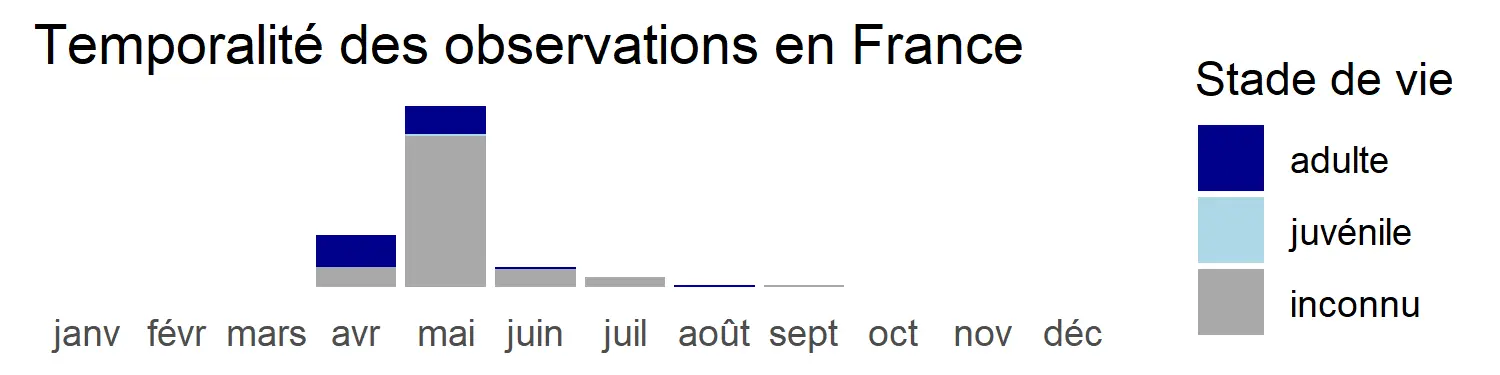 Temporalité des observations en France
Stade de vie
adulte
juvénile
inconnu
janv févr mars avr mai juin juil août sept oct nov déc